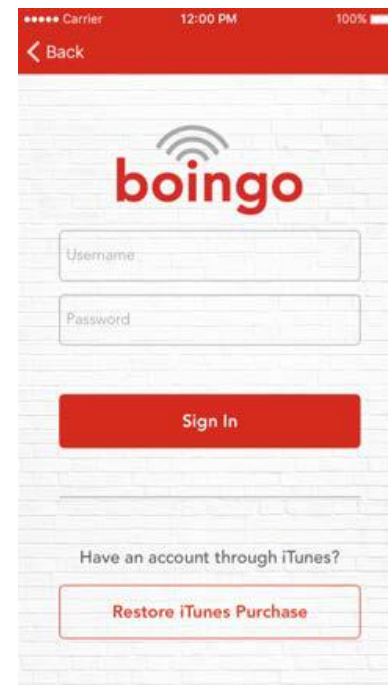 Carrier 12:00 PM 100%
Back
boingo
Username
Password
Sign In
Have an account through iTunes?
Restore iTunes Purchase